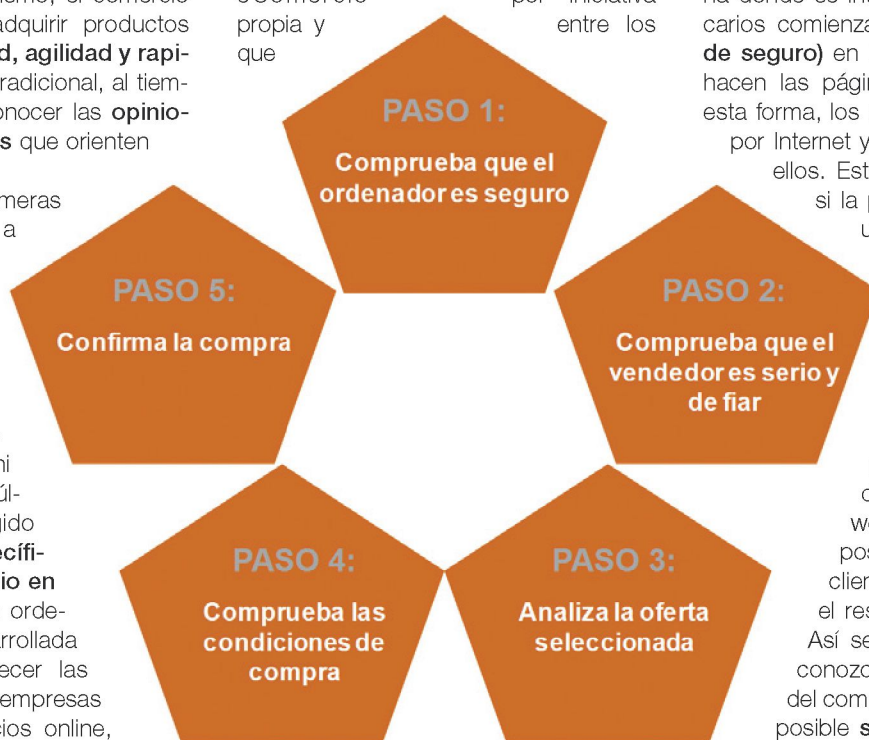 adquirir productos
d, agilidad y rapi-
radicional, al tiem-
onocer las opinio-
s que orienten
meras
a
propia y
que
por iniciativa
entre los
carios comienza
de seguro) en
hacen las págin
esta forma, los
por Internet y
ellos. Est
si la p
PASO 1:
Comprueba que el
ordenador es seguro
PASO 2:
Comprueba que el
vendedor es serio y
de fiar
PASO 3:
Analiza la oferta
seleccionada
PASO 4:
Comprueba las
condiciones de
compra
PASO 5:
Confirma la compra
ni
úl-
gido
ecífi-
io en
orde-
rrollada
ecer las
empresas
cios online,
we
pos
clien
el res
Así se
conozc
del com
posible s